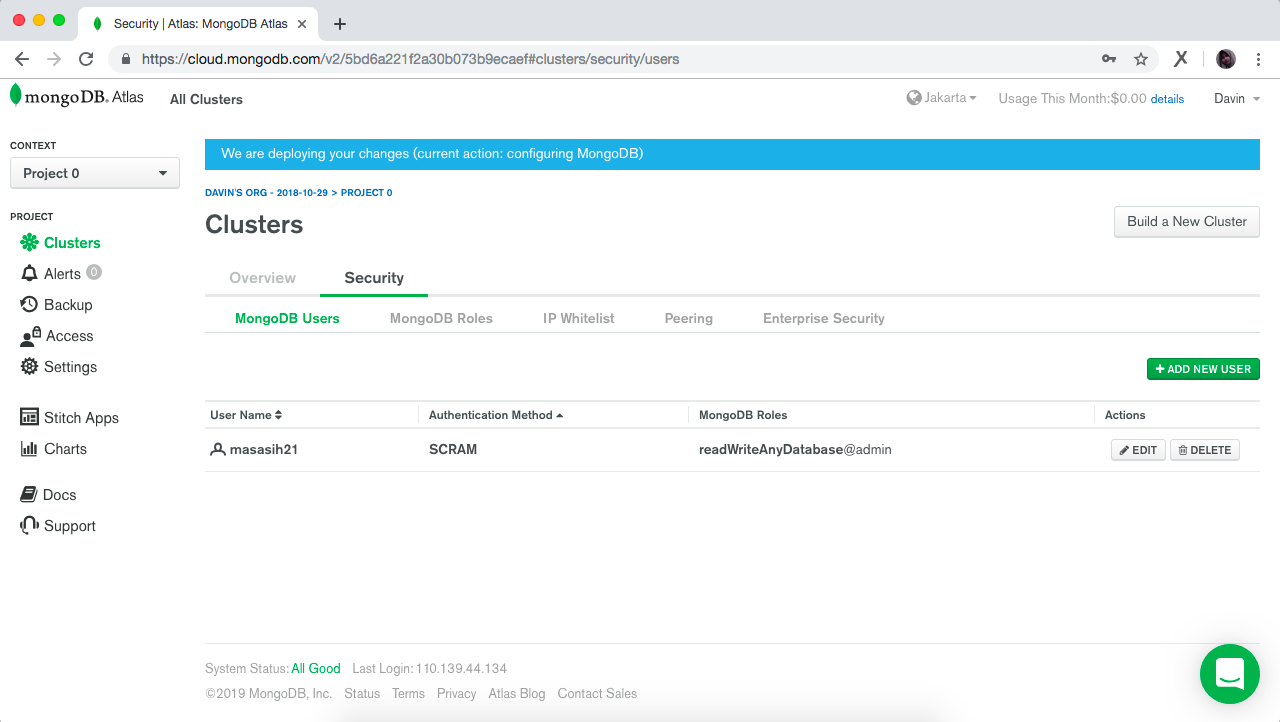 Security | Atlas: MongoDB Atlas
https://cloud.mongodb.com/v2/5bd6a221f2a30b073b9ecaef#clusters/security/users
mongoDB. Atlas All Clusters Jakarta Usage This Month:$0.00 details Davin
CONTEXT
Project 0
PROJECT
Clusters
Alerts 0
Backup
Access
Settings
Stitch Apps
Charts
Docs
Support
We are deploying your changes (current action: configuring MongoDB)
DAVIN'S ORG - 2018-10-29 > PROJECT 0
Clusters
Build a New Cluster
Overview Security
MongoDB Users MongoDB Roles IP Whitelist Peering Enterprise Security
+ ADD NEW USER
User Name Authentication Method MongoDB Roles Actions
masasih21 SCRAM readWriteAnyDatabase@admin EDIT DELETE
System Status: All Good Last Login: 110.139.44.134
©2019 MongoDB, Inc. Status Terms Privacy Atlas Blog Contact Sales